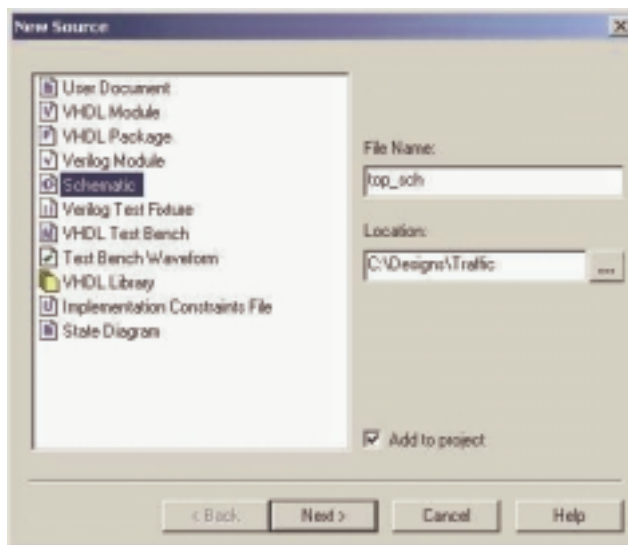 New Source
User Document
VHDL Module
VHDL Package
Verilog Module
Schematic
Verilog Test Fixture
VHDL Test Bench
Test Bench Waveform
VHDL Library
Implementation Constraints File
State Diagram
File Name:
top_sch
Location:
C:\Designs\Traffic
...
Add to project
< Back
Next >
Cancel
Help